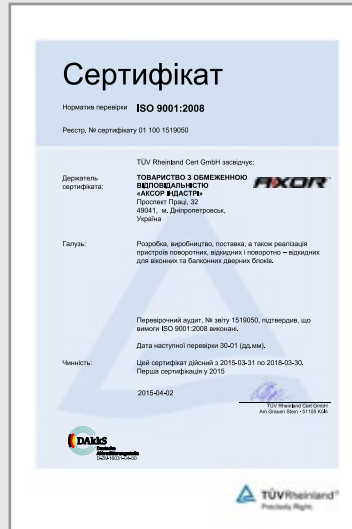 Сертифікат
Норматив перевірки ISO 9001:2008
Реєстр. № сертифікату 01 100 1519050
TÜV Rheinland Cert GmbH засвідчує:
Держатель сертифіката:
ТОВАРИСТВО З ОБМЕЖЕНОЮ
ВІДПОВІДАЛЬНІСТЮ
«АКСОР ІНДАСТРІ»
Проспект Праці, 32
49041, м. Дніпропетровськ,
Україна
AXOR
Галузь:
Розробка, виробництво, поставка, а також реалізація
пристроїв поворотних, відкидних і поворотно – відкидних
для віконних та балконних дверних блоків.
Перевірочний аудит, № звіту 1519050, підтвердив, що
вимоги ISO 9001:2008 виконані.
Дата наступної перевірки 30-01 (дд.мм).
Чинність:
Цей сертифікат дійсний з 2015-03-31 по 2018-03-30.
Перша сертифікація у 2015
2015-04-02
TÜV Rheinland Cert GmbH
Am Grauen Stein · 51105 Köln
DAkkS
Deutsche
Akkreditierungsstelle
TÜVRheinland®
Precisely Right.